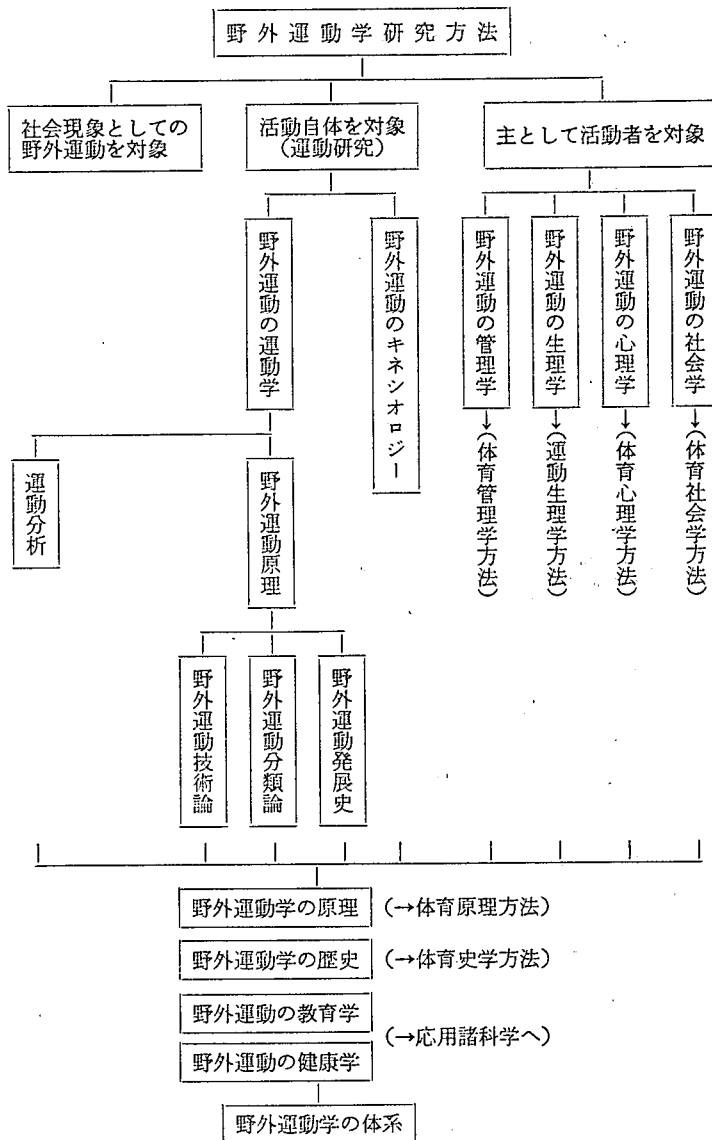 野外運動学研究方法
社会現象としての
野外運動を対象
活動自体を対象
(運動研究)
主として活動者を対象
野外運動の運動学
野外運動のキネシオロジー
野外運動の管理学
↓(体育管理学方法)
野外運動の生理学
↓(運動生理学方法)
野外運動の心理学
↓(体育心理学方法)
野外運動の社会学
↓(体育社会学方法)
運動分析
野外運動原理
野外運動技術論
野外運動分類論
野外運動発展史
野外運動学の原理 (→体育原理方法)
野外運動学の歴史 (→体育史学方法)
野外運動の教育学
(→応用諸科学へ)
野外運動の健康学
野外運動学の体系